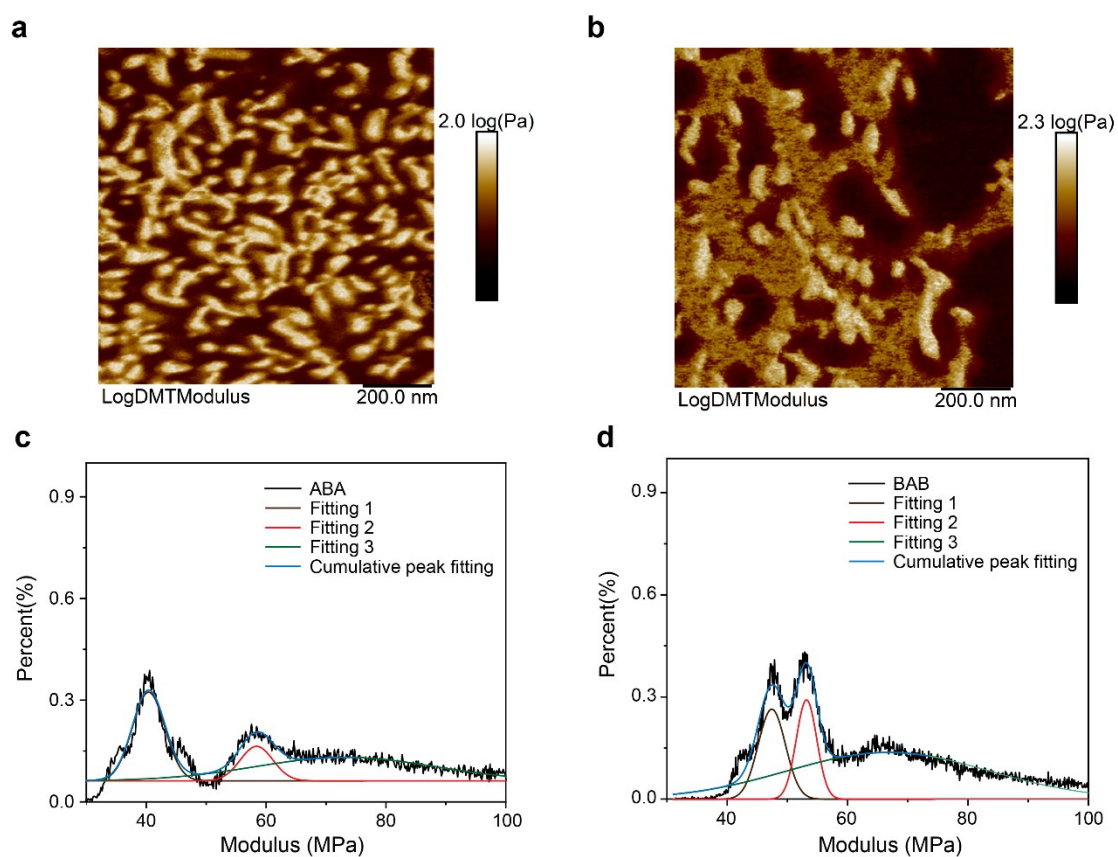 a
2.0 log(Pa)
LogDMTModulus
200.0 nm
b
2.3 log(Pa)
LogDMTModulus
200.0 nm
c
ABA
Fitting 1
Fitting 2
Fitting 3
Cumulative peak fitting
Percent(%)
0.9
0.6
0.3
0.0
40 60 80 100
Modulus (MPa)
d
BAB
Fitting 1
Fitting 2
Fitting 3
Cumulative peak fitting
Percent(%)
0.9
0.6
0.3
0.0
40 60 80 100
Modulus (MPa)